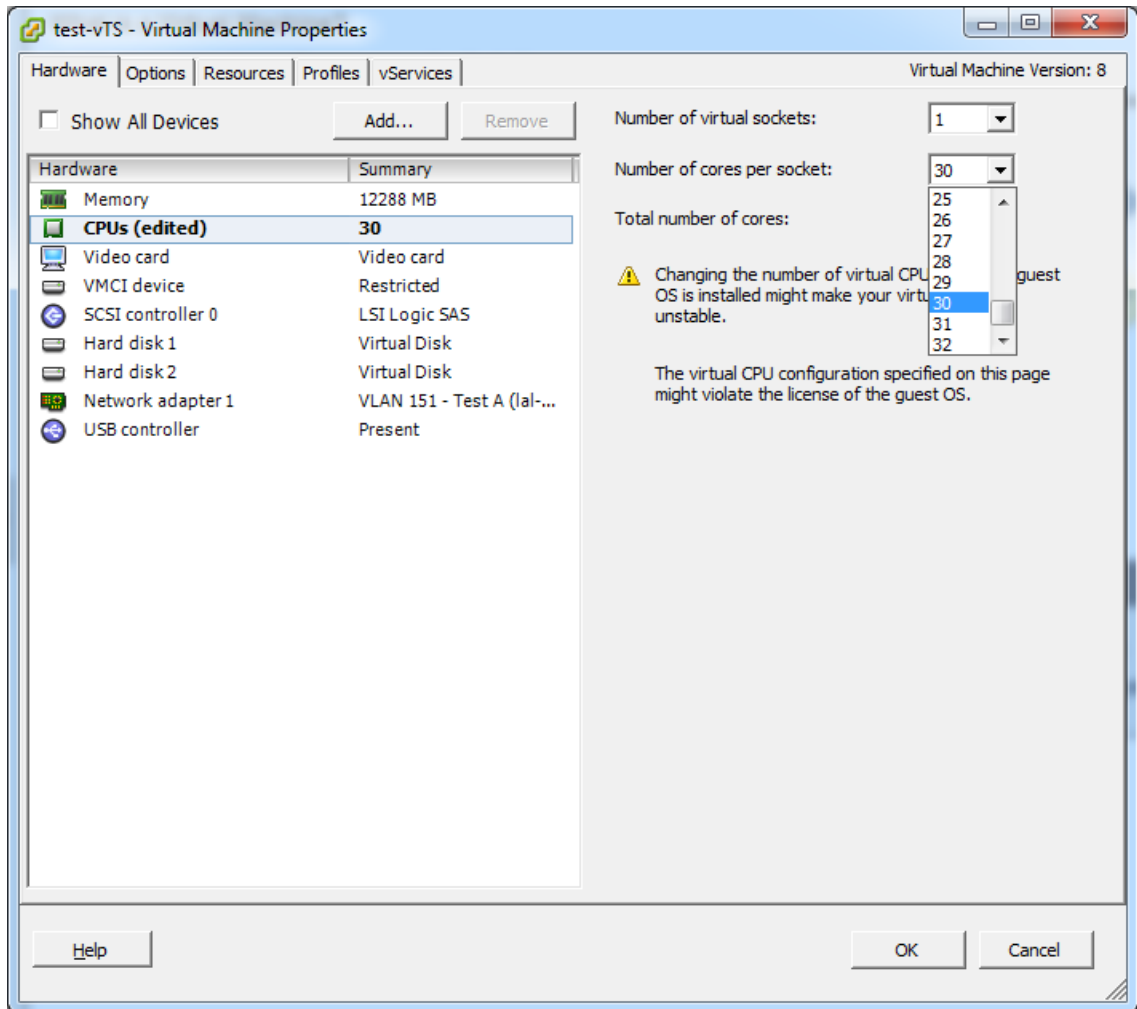 test-vTS - Virtual Machine Properties
Hardware Options Resources Profiles vServices
Virtual Machine Version: 8
Show All Devices
Add...
Remove
Hardware Summary
Memory 12288 MB
CPUs (edited) 30
Video card Video card
VMCI device Restricted
SCSI controller 0 LSI Logic SAS
Hard disk 1 Virtual Disk
Hard disk 2 Virtual Disk
Network adapter 1 VLAN 151 - Test A (lal-...
USB controller Present
Number of virtual sockets: 1
Number of cores per socket: 30
25
26
27
28
29
30
31
32
Total number of cores:
Changing the number of virtual CPU guest
OS is installed might make your virtu
unstable.
The virtual CPU configuration specified on this page
might violate the license of the guest OS.
Help
OK
Cancel